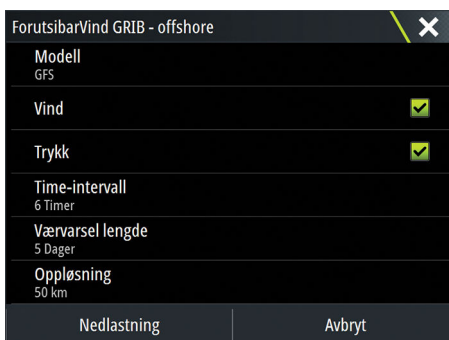 ForutsibarVind GRIB - offshore
Modell
GFS
Vind
Trykk
Time-intervall
6 Timer
Værvarsel lengde
5 Dager
Oppløsning
50 km
Nedlastning Avbryt